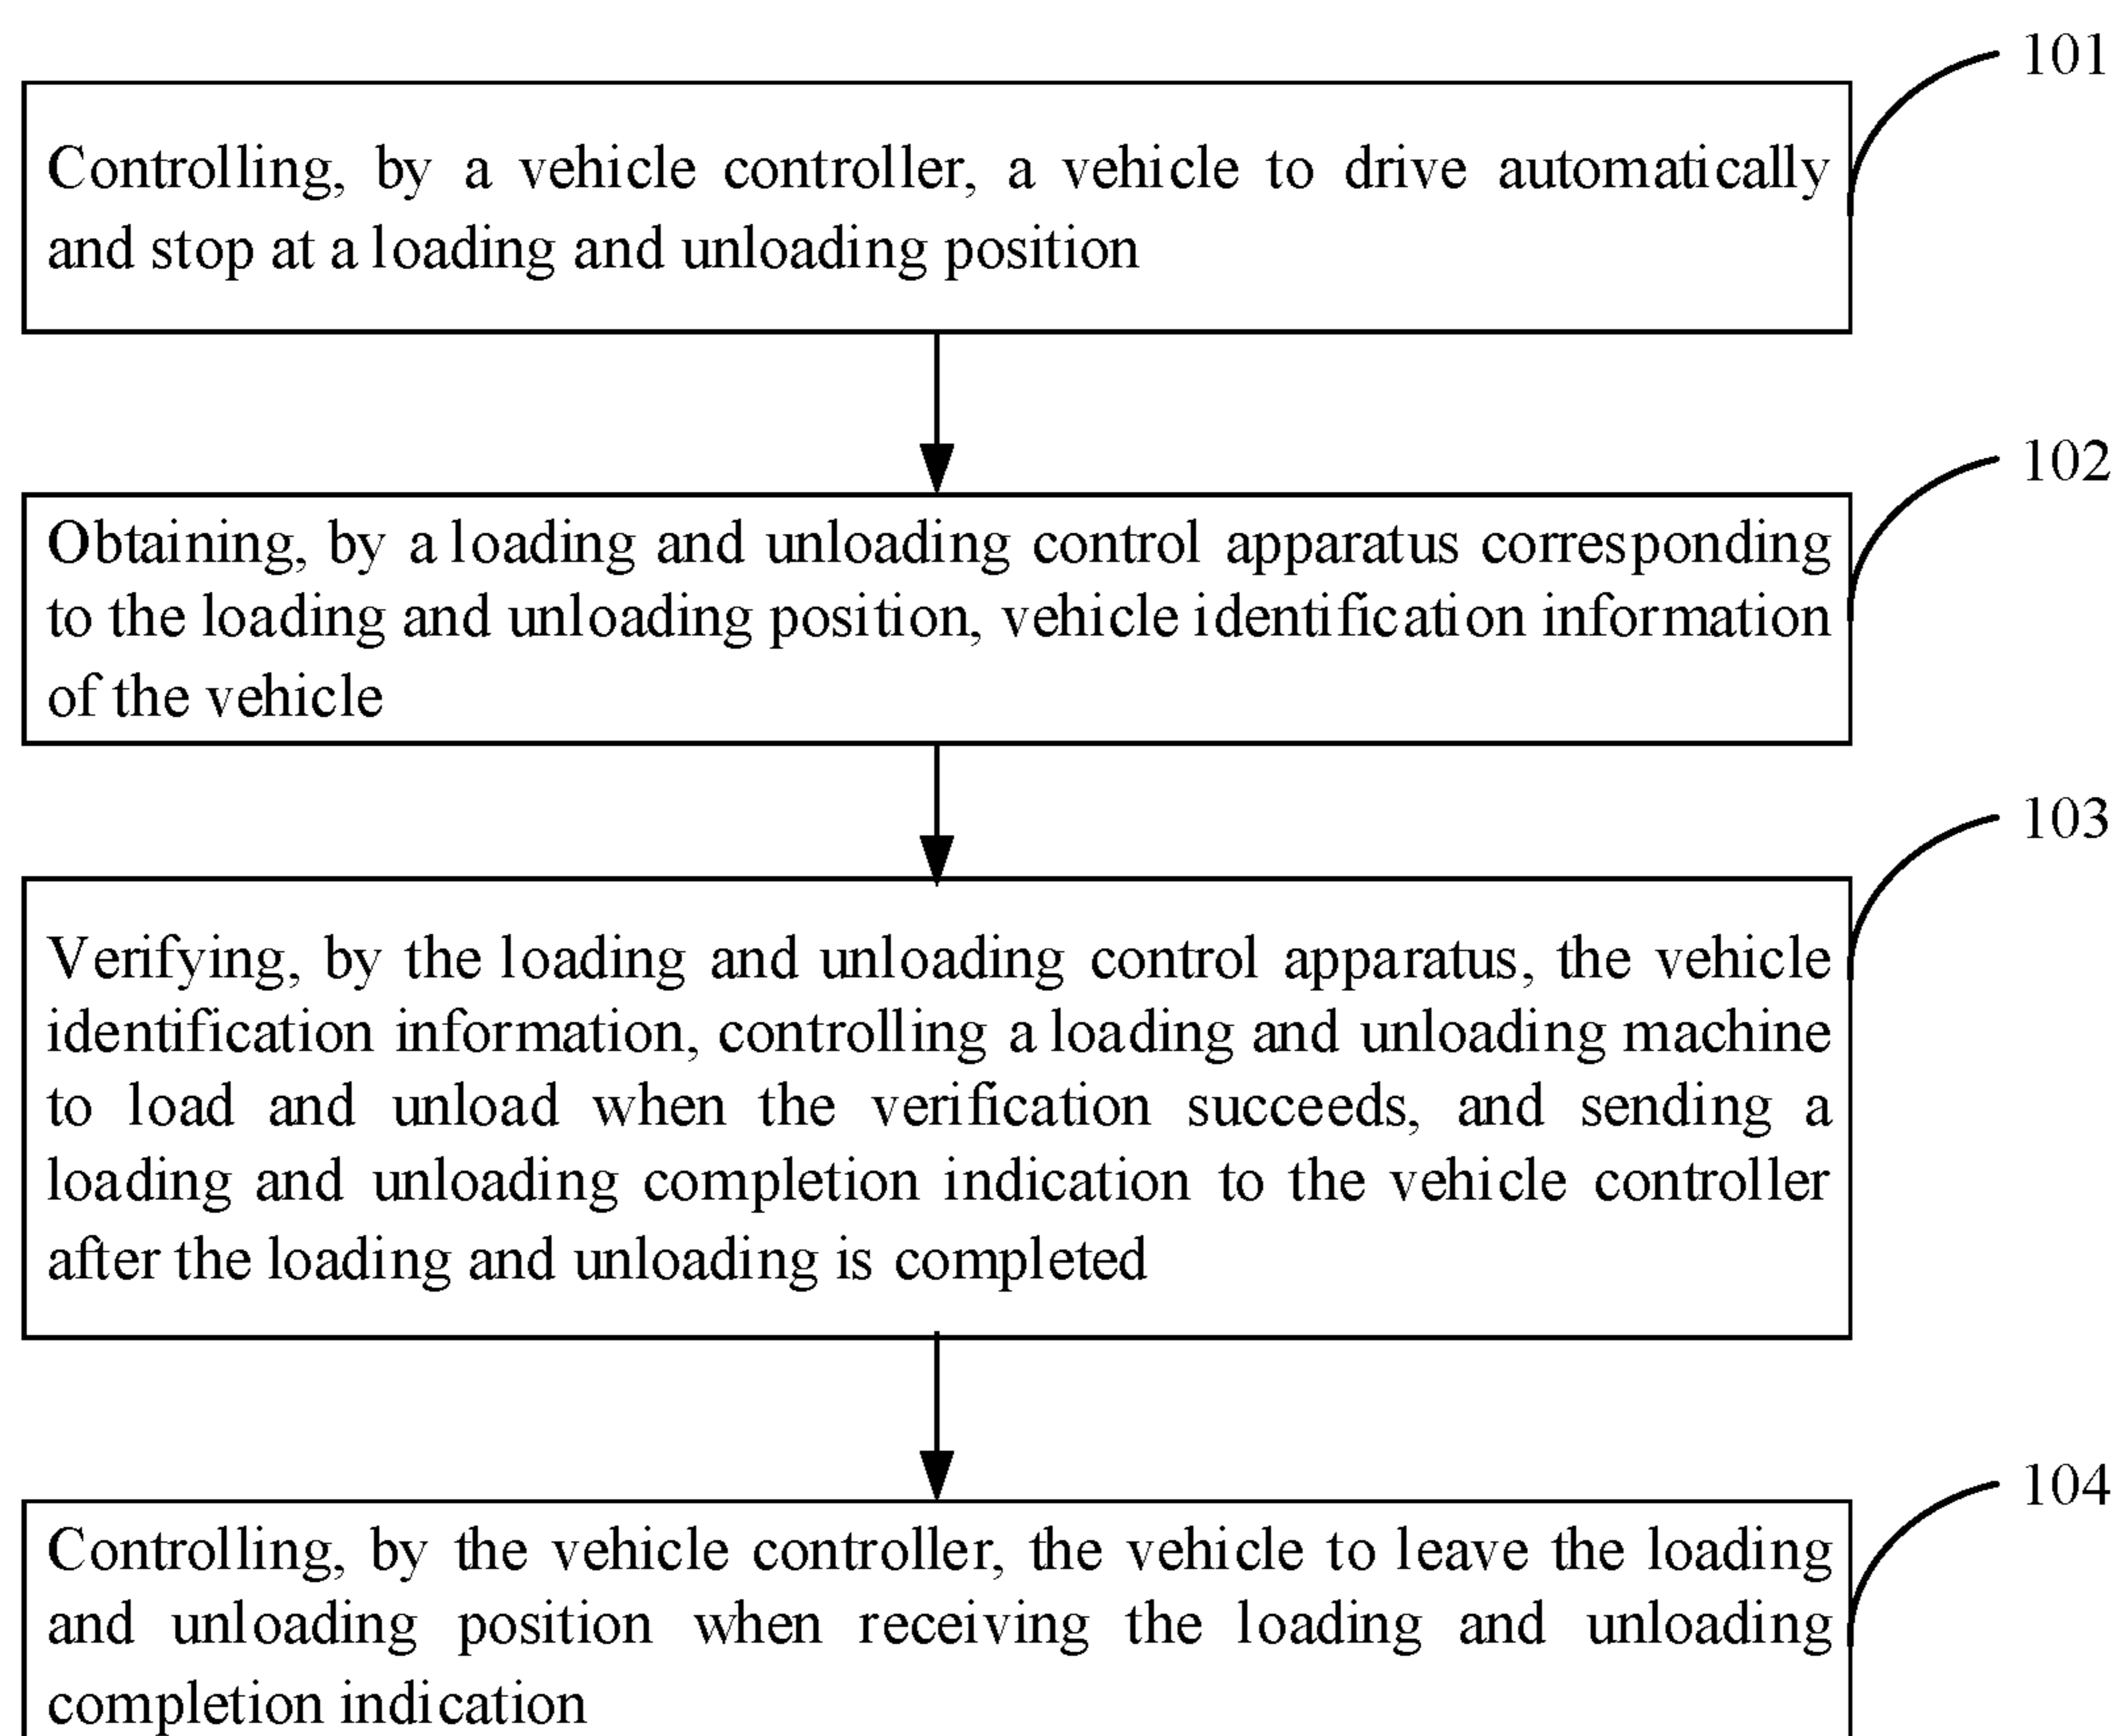 101
Controlling, by a vehicle controller, a vehicle to drive automatically
and stop at a loading and unloading position
102
Obtaining, by a loading and unloading control apparatus corresponding
to the loading and unloading position, vehicle identification information
of the vehicle
103
Verifying, by the loading and unloading control apparatus, the vehicle
identification information, controlling a loading and unloading machine
to load and unload when the verification succeeds, and sending a
loading and unloading completion indication to the vehicle controller
after the loading and unloading is completed
104
Controlling, by the vehicle controller, the vehicle to leave the loading
and unloading position when receiving the loading and unloading
completion indication